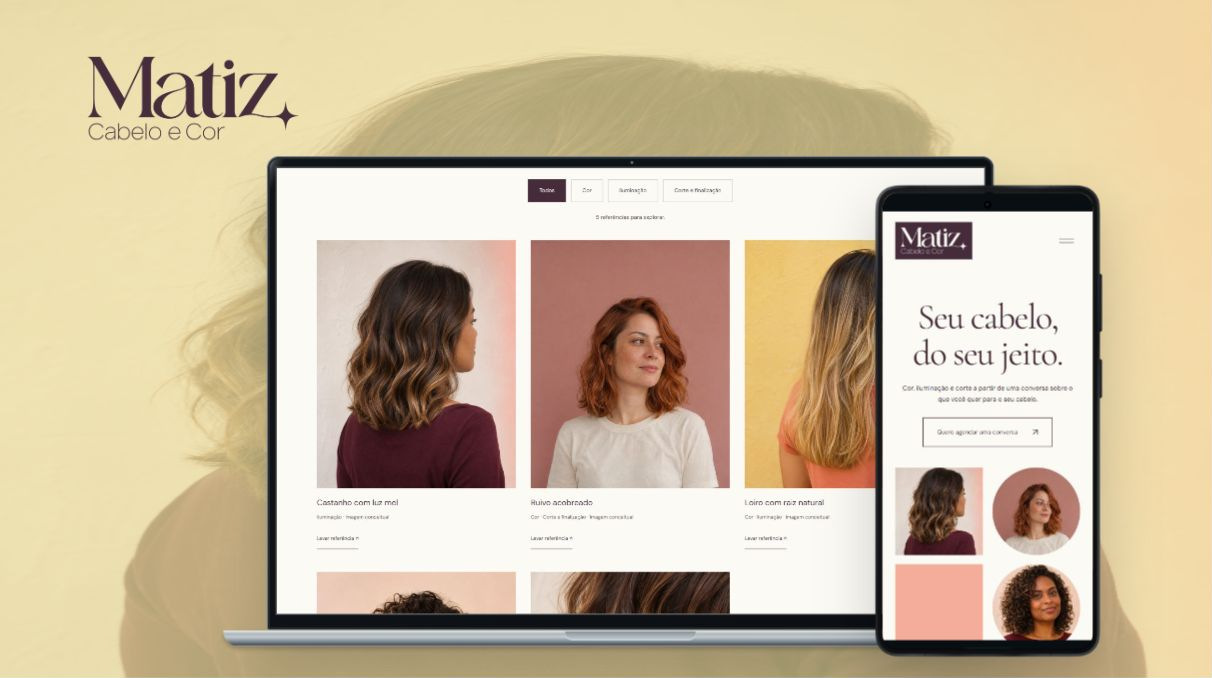 Matiz
Cabelo e Cor
Todos
Cor
Iluminação
Corte e finalização
5 referências para explorar.
Castanho com luz mel
Iluminação · Imagem conceitual
Levar referência
Ruivo acobreado
Cor · Corte e finalização · Imagem conceitual
Levar referência
Loiro com raiz natural
Cor · Iluminação · Imagem conceitual
Levar referência
Matiz
Cabelo e Cor
Seu cabelo,
do seu jeito.
Cor, iluminação e corte a partir de uma conversa sobre o
que você quer para o seu cabelo.
Quero agendar uma conversa